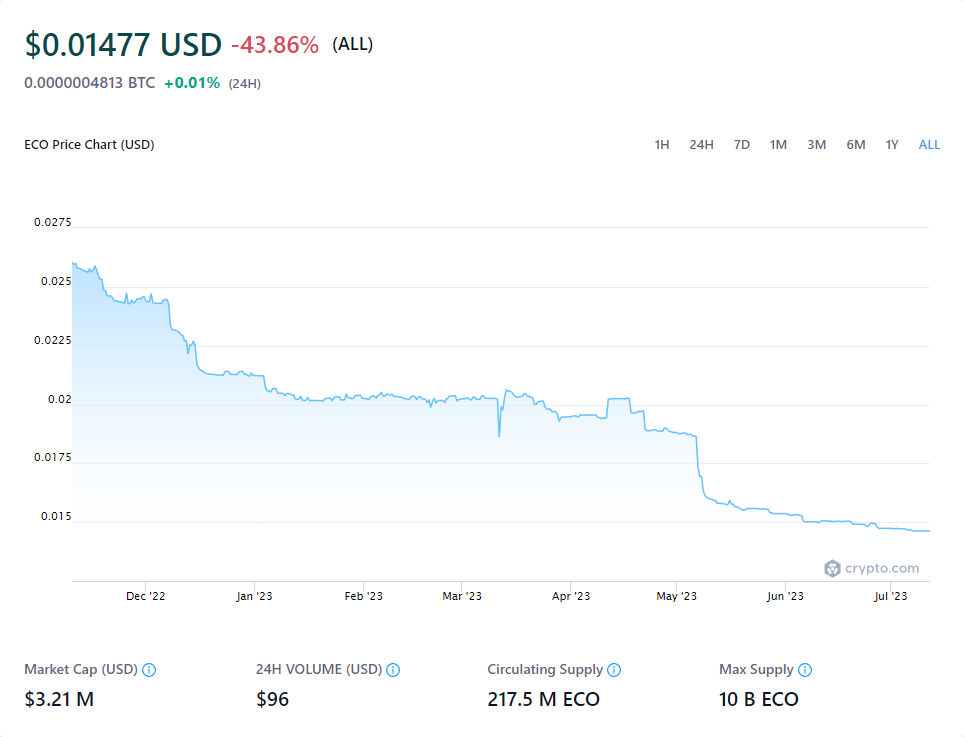 $0.01477 USD -43.86% (ALL)
0.0000004813 BTC +0.01% (24H)
ECO Price Chart (USD) 1H 24H 7D 1M 3M 6M 1Y ALL
0.0275
0.025
0.0225
0.02
0.0175
0.015
crypto.com
Dec '22 Jan '23 Feb '23 Mar '23 Apr '23 May '23 Jun '23 Jul '23
Market Cap (USD) 24H VOLUME (USD) Circulating Supply Max Supply
$3.21 M $96 217.5 M ECO 10 B ECO